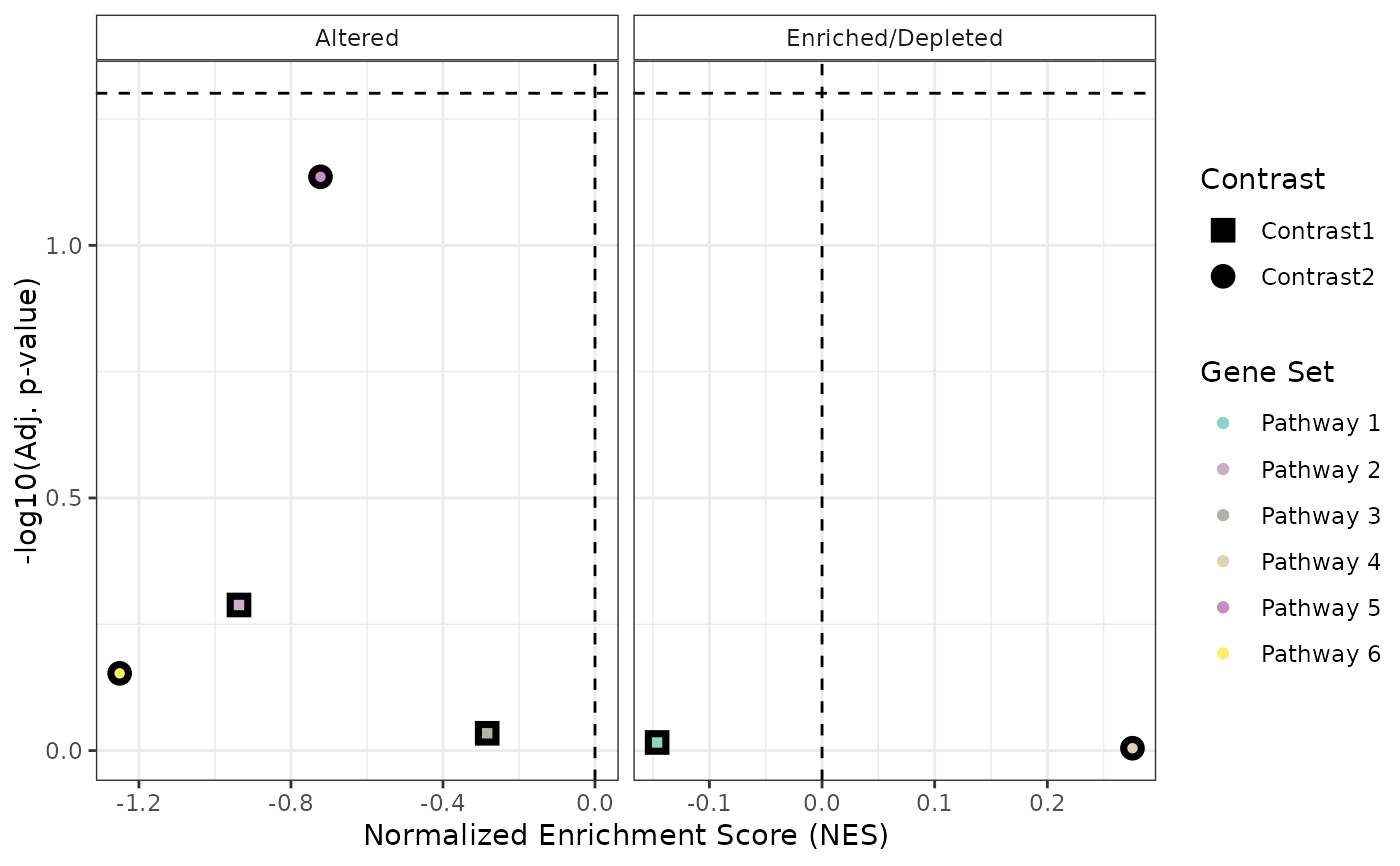 Altered
Enriched/Depleted
-log10(Adj. p-value)
1.0
0.5
0.0
-1.2
-0.8
-0.4
0.0
-0.1
0.0
0.1
0.2
Normalized Enrichment Score (NES)
Contrast
Contrast1
Contrast2
Gene Set
Pathway 1
Pathway 2
Pathway 3
Pathway 4
Pathway 5
Pathway 6